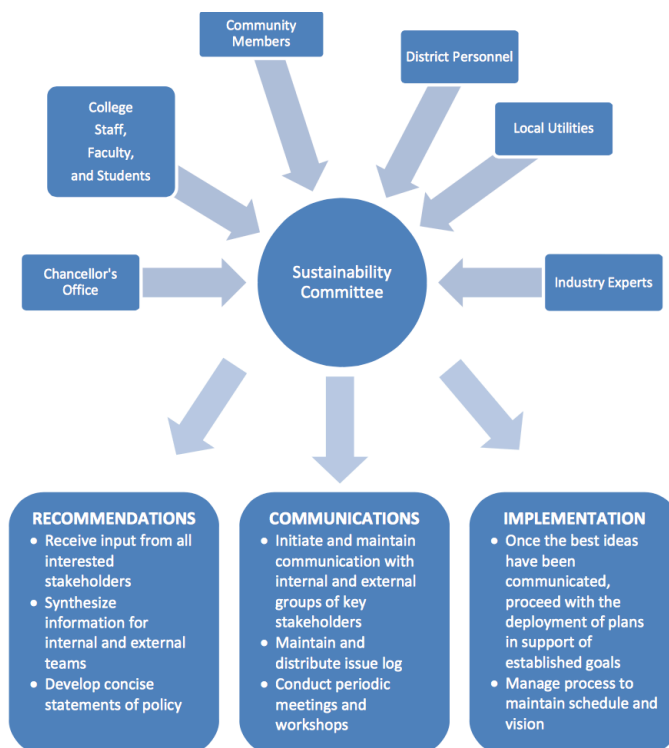 Community
Members
District Personnel
College
Staff,
Faculty,
and Students
Local Utilities
Chancellor's
Office
Sustainability
Committee
Industry Experts
RECOMMENDATIONS
• Receive input from all
interested
stakeholders
• Synthesize
information for
internal and external
teams
• Develop concise
statements of policy
COMMUNICATIONS
• Initiate and maintain
communication with
internal and external
groups of key
stakeholders
• Maintain and
distribute issue log
• Conduct periodic
meetings and
workshops
IMPLEMENTATION
• Once the best ideas
have been
communicated,
proceed with the
deployment of plans
in support of
established goals
• Manage process to
maintain schedule and
vision